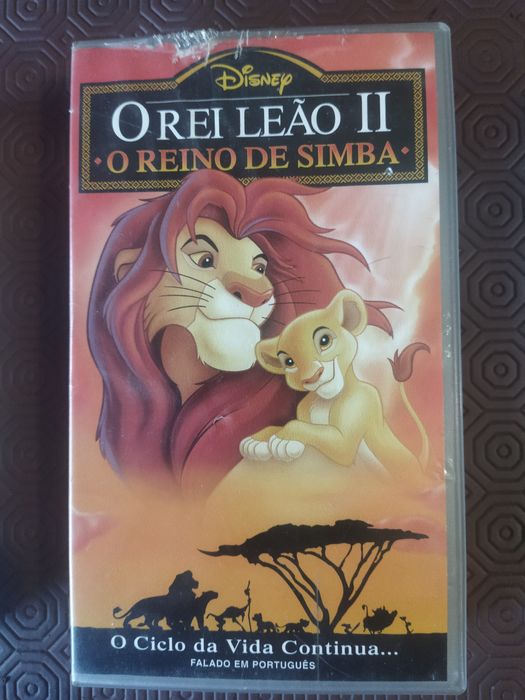 Disney
O REI LEÃO II
• O REINO DE SIMBA •
O Ciclo da Vida Continua...
FALADO EM PORTUGUÊS